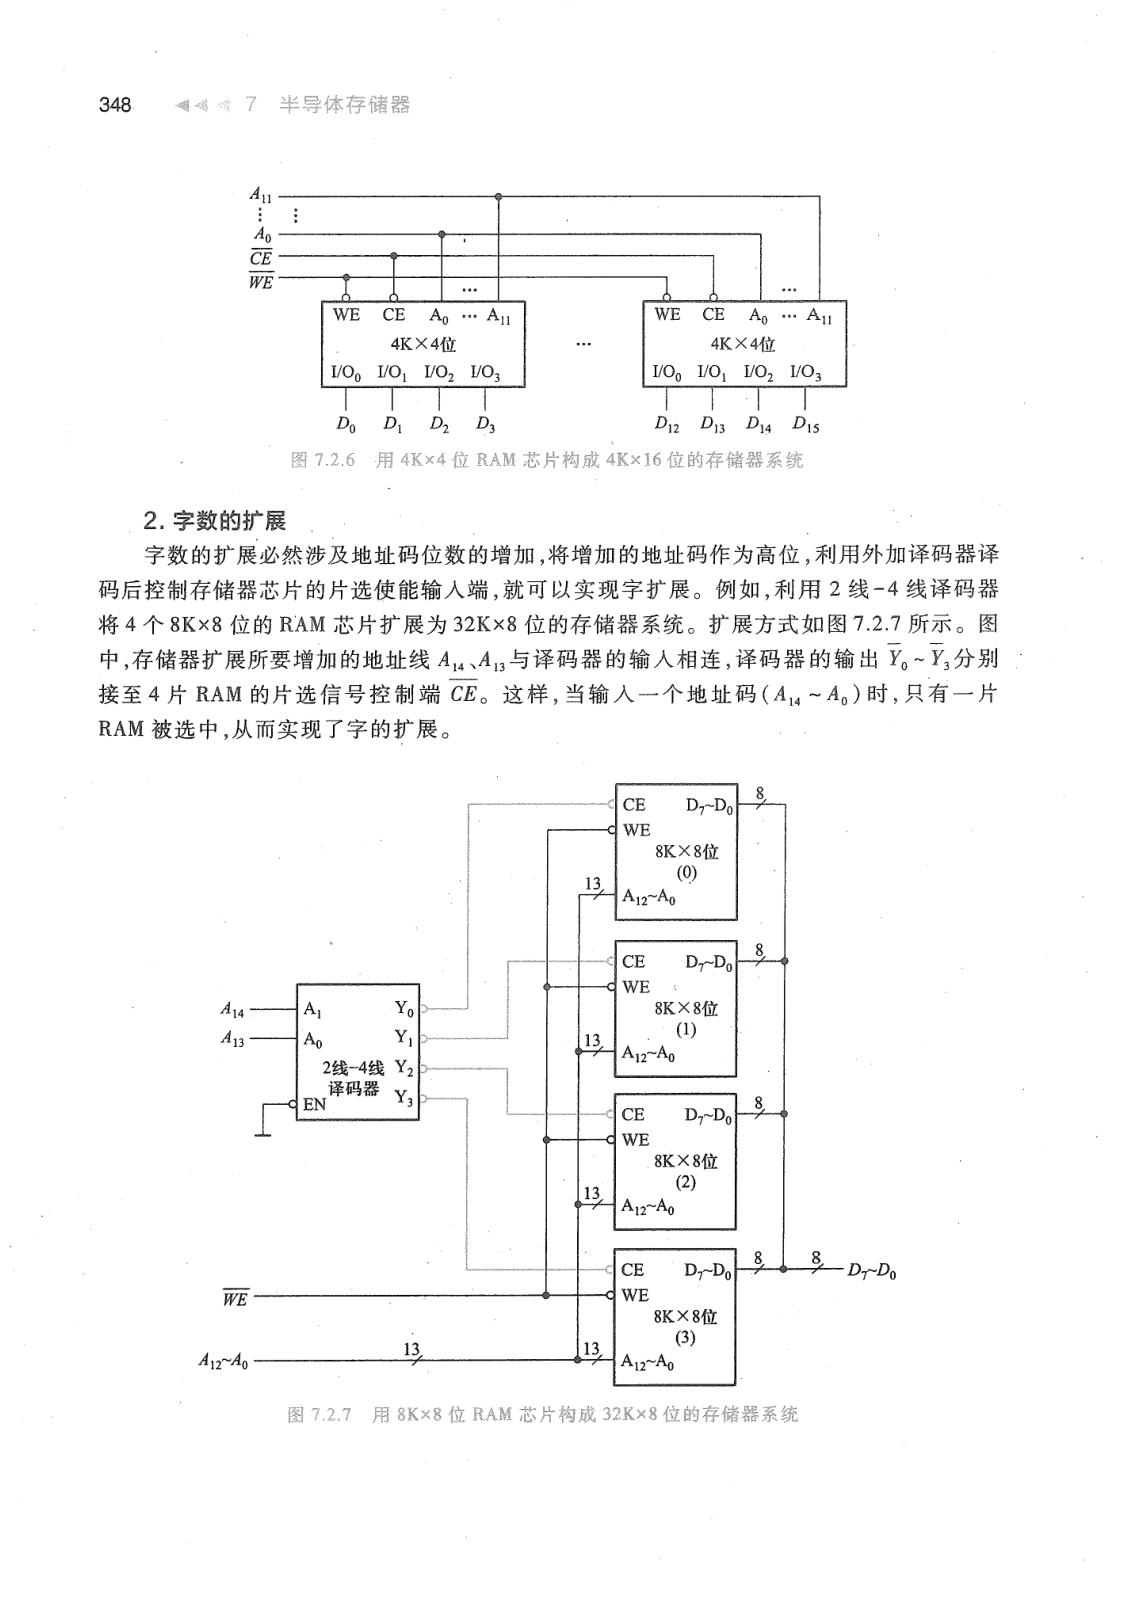 348 7 半导体存储器
A11
⋮ ⋮
A0
CE
WE
… …
WE CE A0 … A11 WE CE A0 … A11
4K×4位 … 4K×4位
I/O0 I/O1 I/O2 I/O3 I/O0 I/O1 I/O2 I/O3
D0 D1 D2 D3 D12 D13 D14 D15
图 7.2.6 用 4K×4 位 RAM 芯片构成 4K×16 位的存储器系统
2. 字数的扩展
字数的扩展必然涉及地址码位数的增加,将增加的地址码作为高位,利用外加译码器译
码后控制存储器芯片的片选使能输入端,就可以实现字扩展。例如,利用 2 线-4 线译码器
将 4 个 8K×8 位的 RAM 芯片扩展为 32K×8 位的存储器系统。扩展方式如图 7.2.7 所示。图
中,存储器扩展所要增加的地址线 A14、A13与译码器的输入相连,译码器的输出 Y̅0 ~ Y̅3分别
接至 4 片 RAM 的片选信号控制端 C̅E̅。这样,当输入一个地址码(A14 ~ A0)时,只有一片
RAM 被选中,从而实现了字的扩展。
CE D7~D0 8
WE
8K×8位
(0)
13 A12~A0
CE D7~D0 8
WE
8K×8位
(1)
13 A12~A0
A14 A1 Y0
A13 A0 Y1
2线-4线 Y2
译码器
EN Y3
CE D7~D0 8
WE
8K×8位
(2)
13 A12~A0
CE D7~D0 8 8 D7~D0
W̅E̅ WE
8K×8位
(3)
A12~A0 13 13 A12~A0
图 7.2.7 用 8K×8 位 RAM 芯片构成 32K×8 位的存储器系统